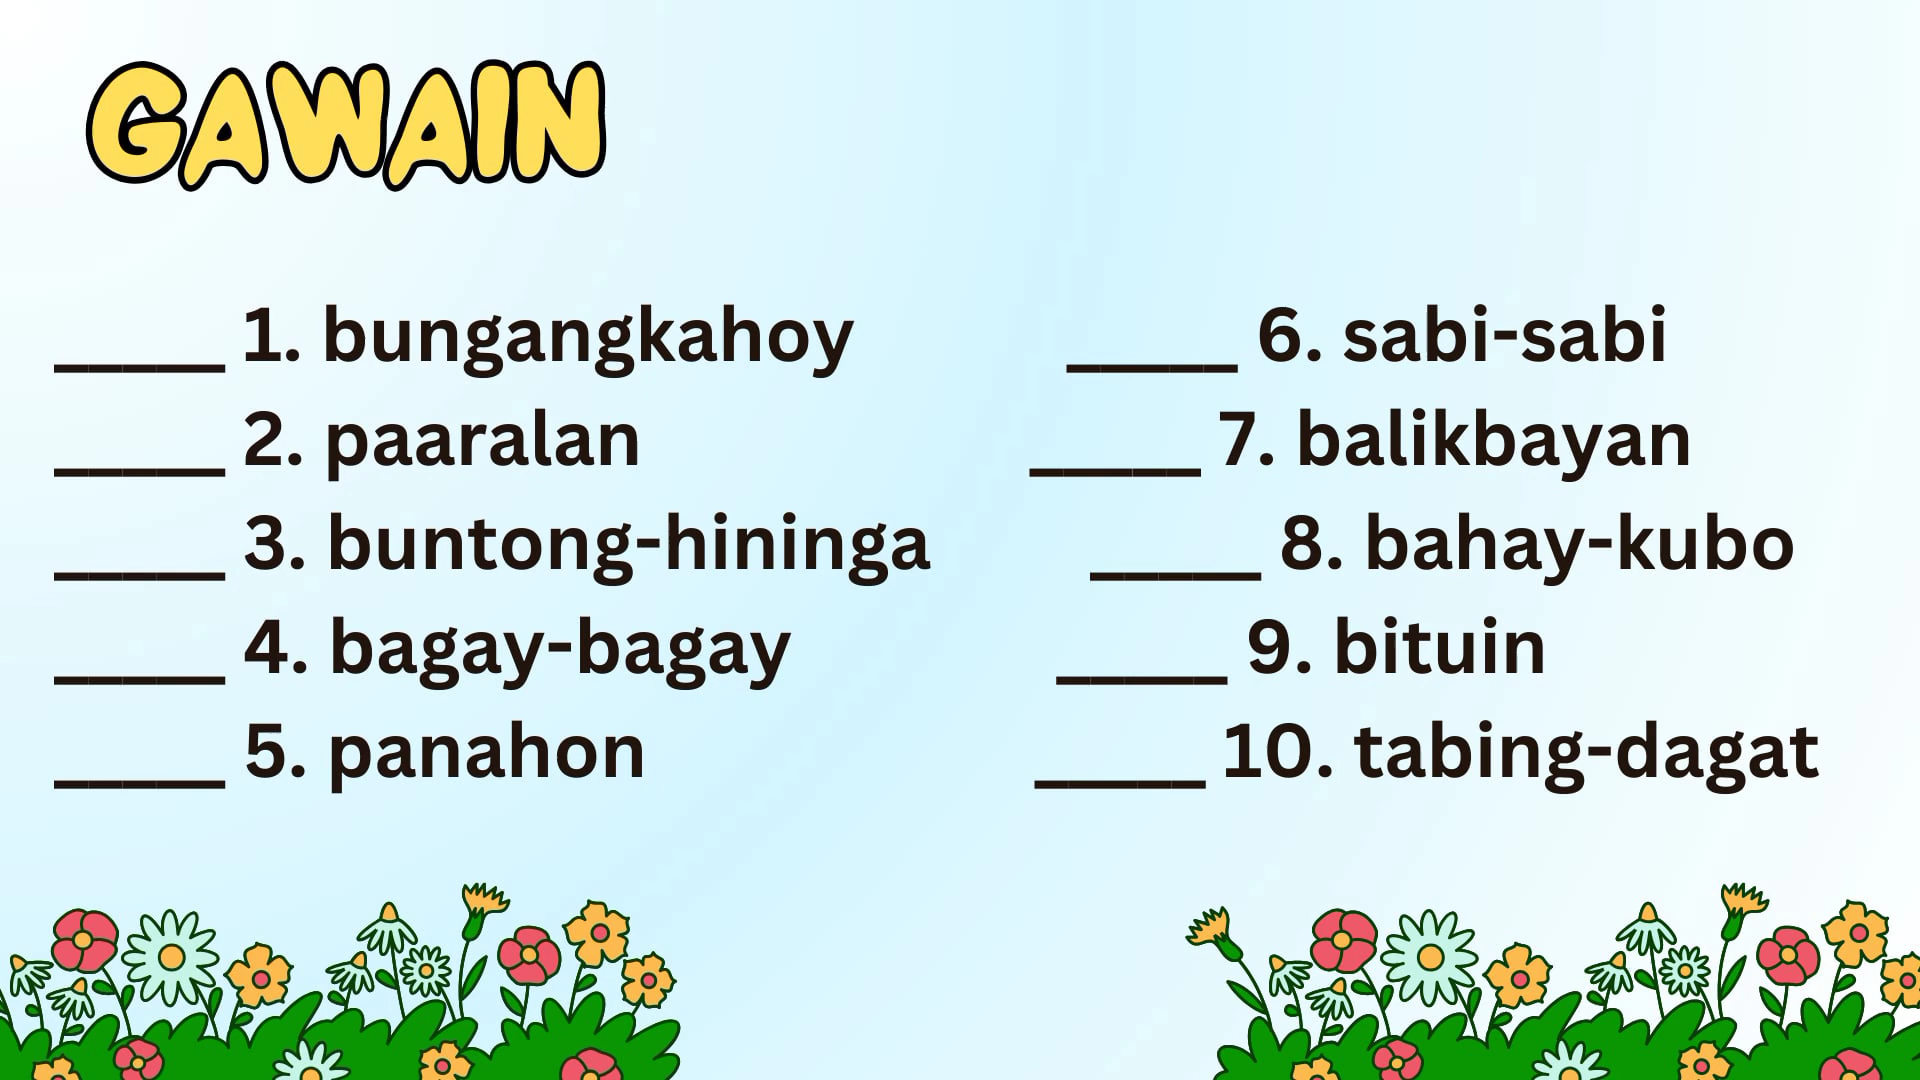 GAWAIN
_____ 1. bungangkahoy
_____ 2. paaralan
_____ 3. buntong-hininga
_____ 4. bagay-bagay
_____ 5. panahon
_____ 6. sabi-sabi
_____ 7. balikbayan
_____ 8. bahay-kubo
_____ 9. bituin
_____ 10. tabing-dagat